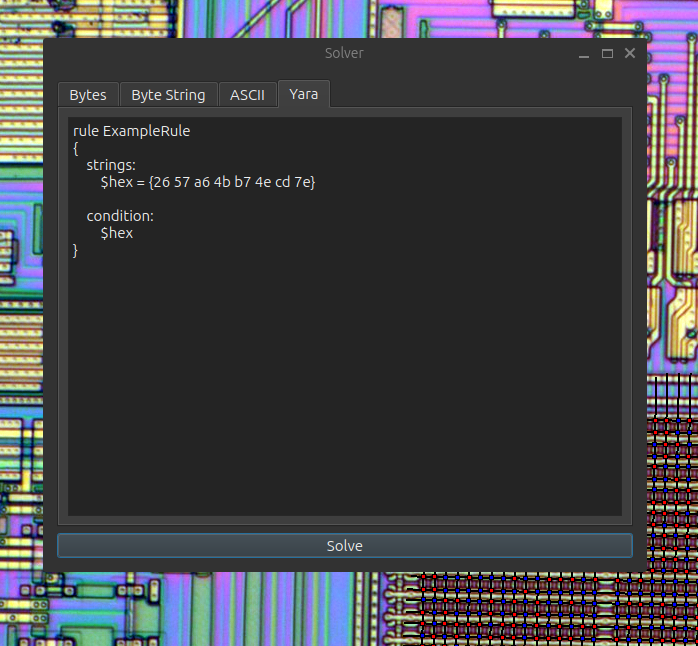 Solver
Bytes Byte String ASCII Yara
rule ExampleRule
{
strings:
$hex = {26 57 a6 4b b7 4e cd 7e}
condition:
$hex
}
Solve